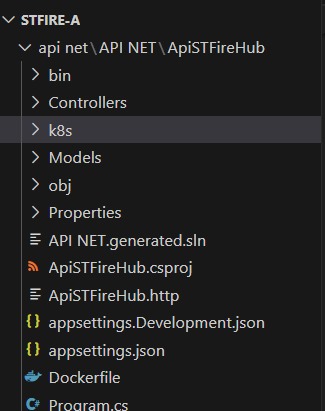 STFIRE-A
api net\API NET\ApiSTFireHub
bin
Controllers
k8s
Models
obj
Properties
API NET.generated.sln
ApiSTFireHub.csproj
ApiSTFireHub.http
{} appsettings.Development.json
{} appsettings.json
Dockerfile
C# Program.cs